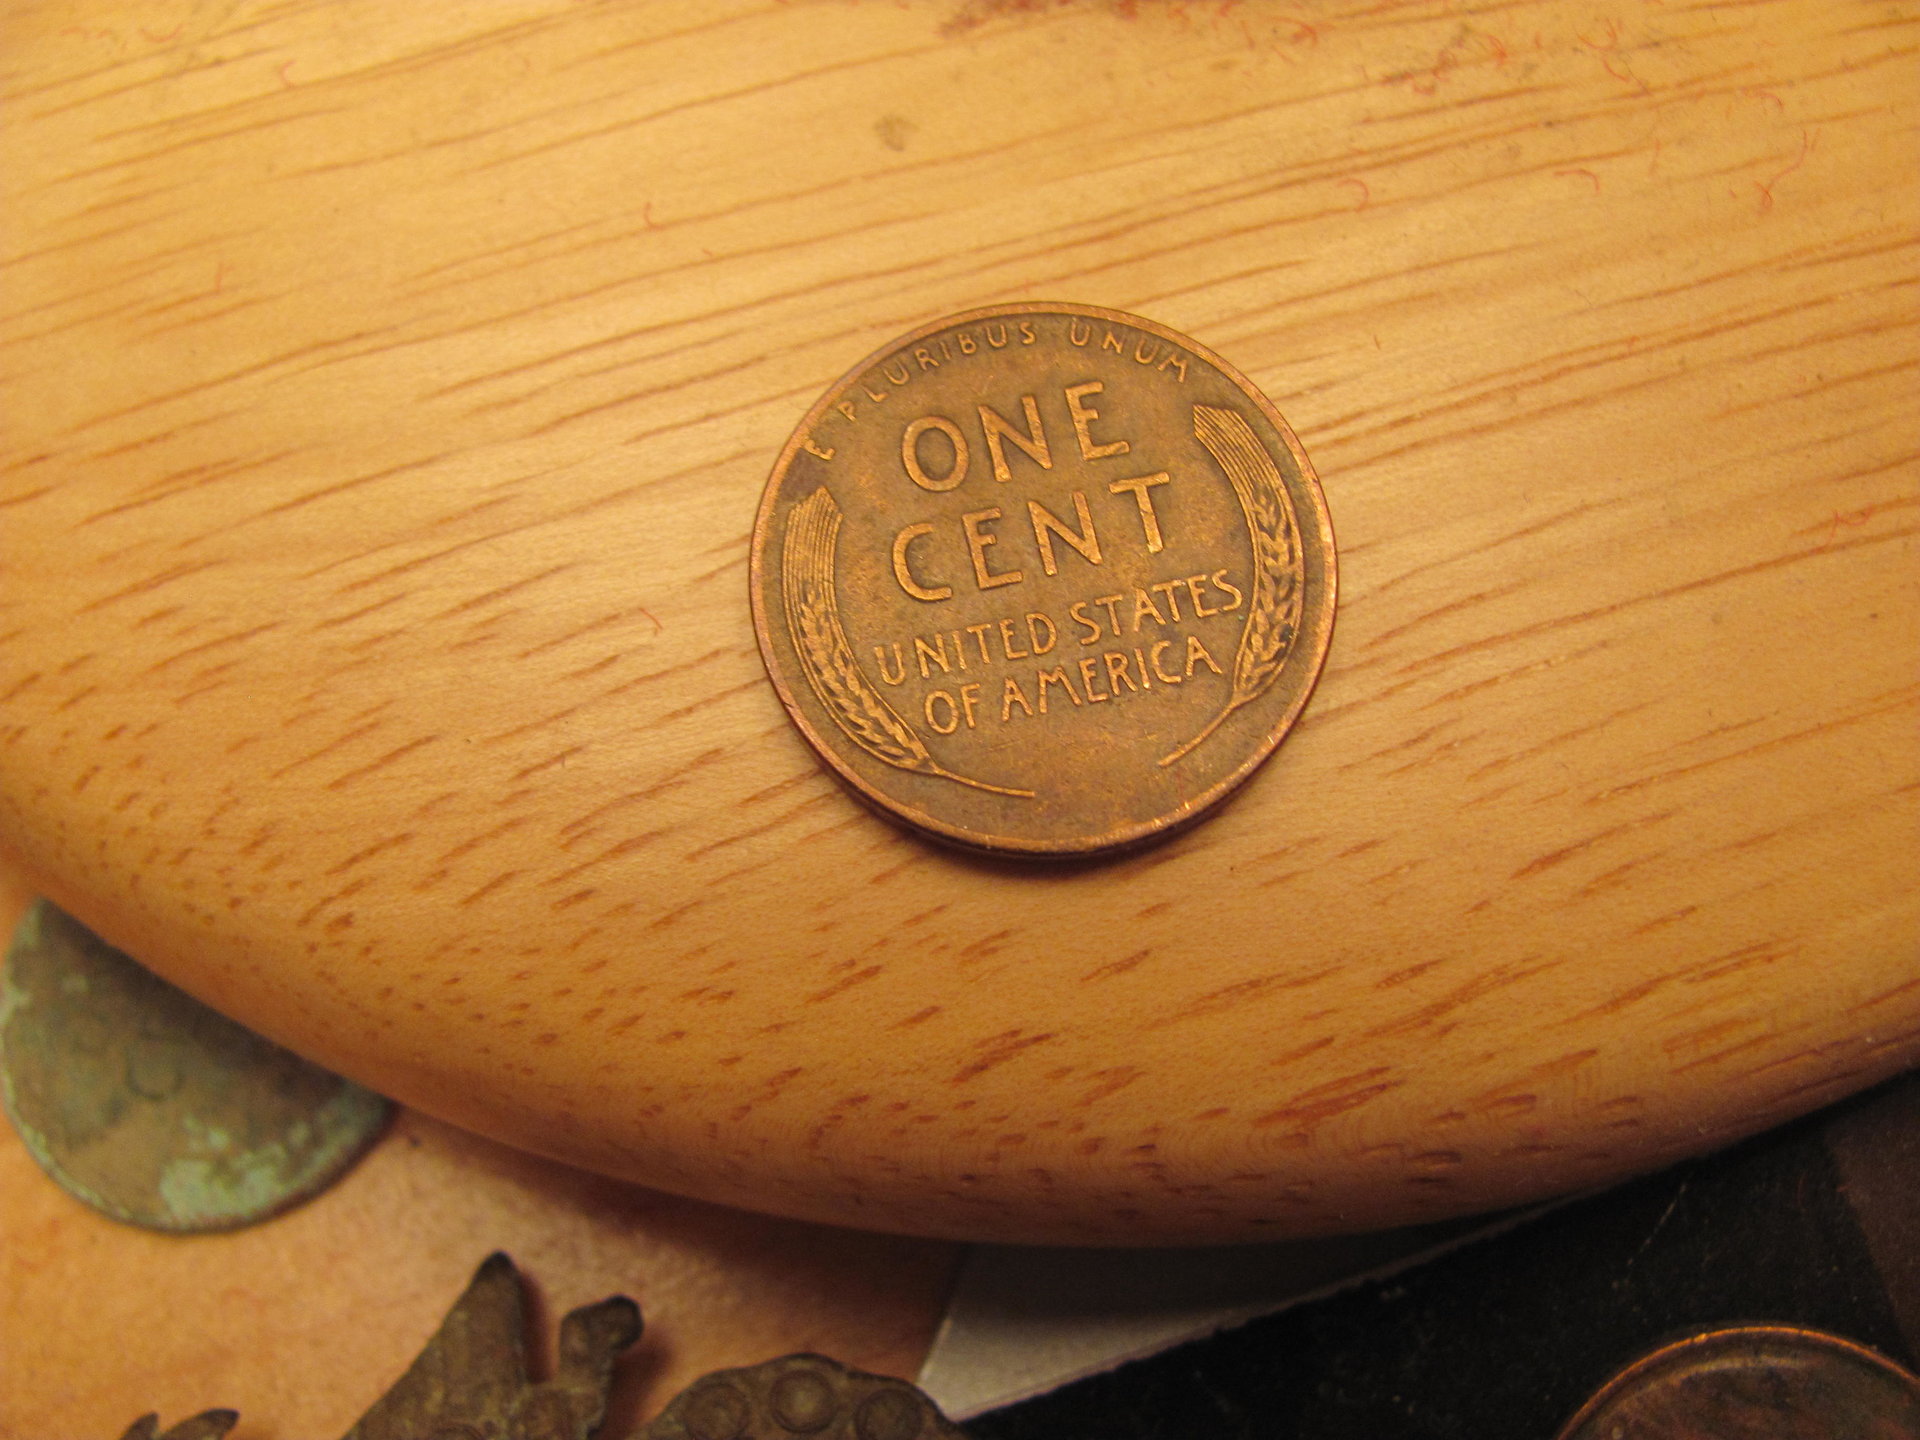 E PLURIBUS UNUM
ONE
CENT
UNITED STATES
OF AMERICA